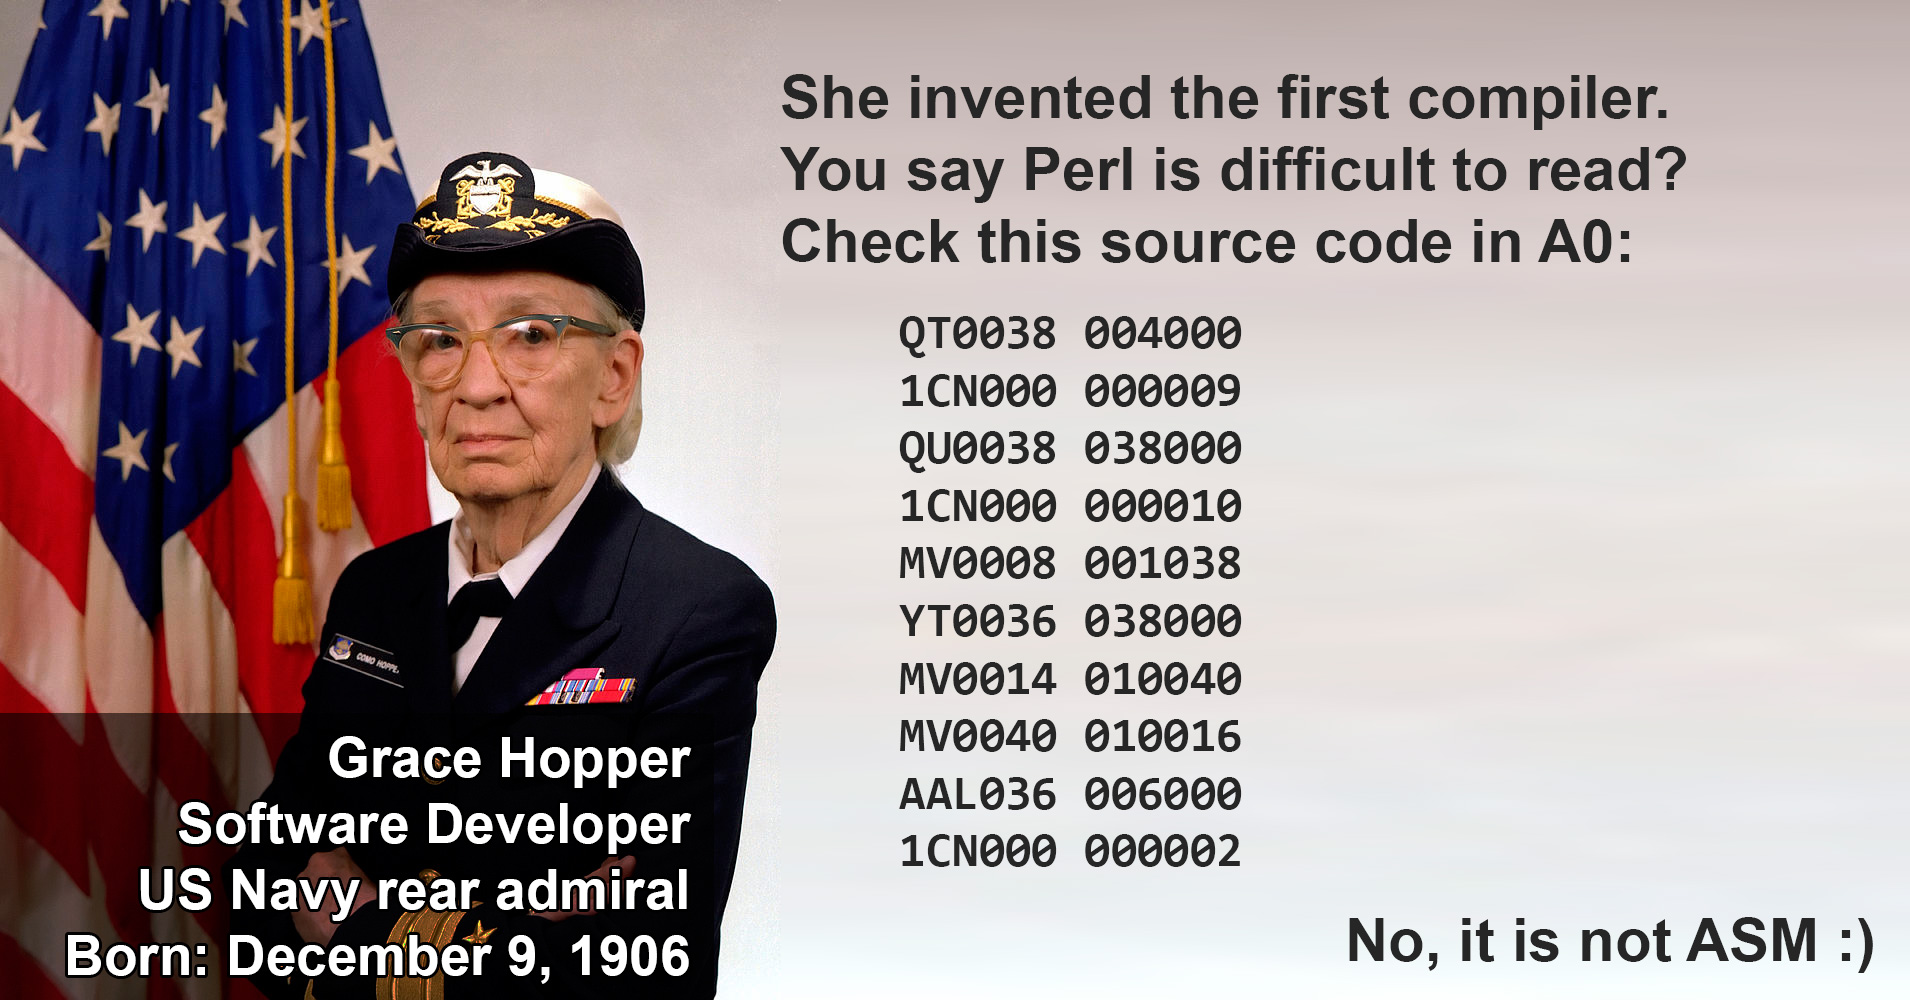 She invented the first compiler.
You say Perl is difficult to read?
Check this source code in A0:
QT0038 004000
1CN000 000009
QU0038 038000
1CN000 000010
MV0008 001038
YT0036 038000
MV0014 010040
MV0040 010016
AAL036 006000
1CN000 000002
No, it is not ASM :)
COMO HOPPE
Grace Hopper
Software Developer
US Navy rear admiral
Born: December 9, 1906